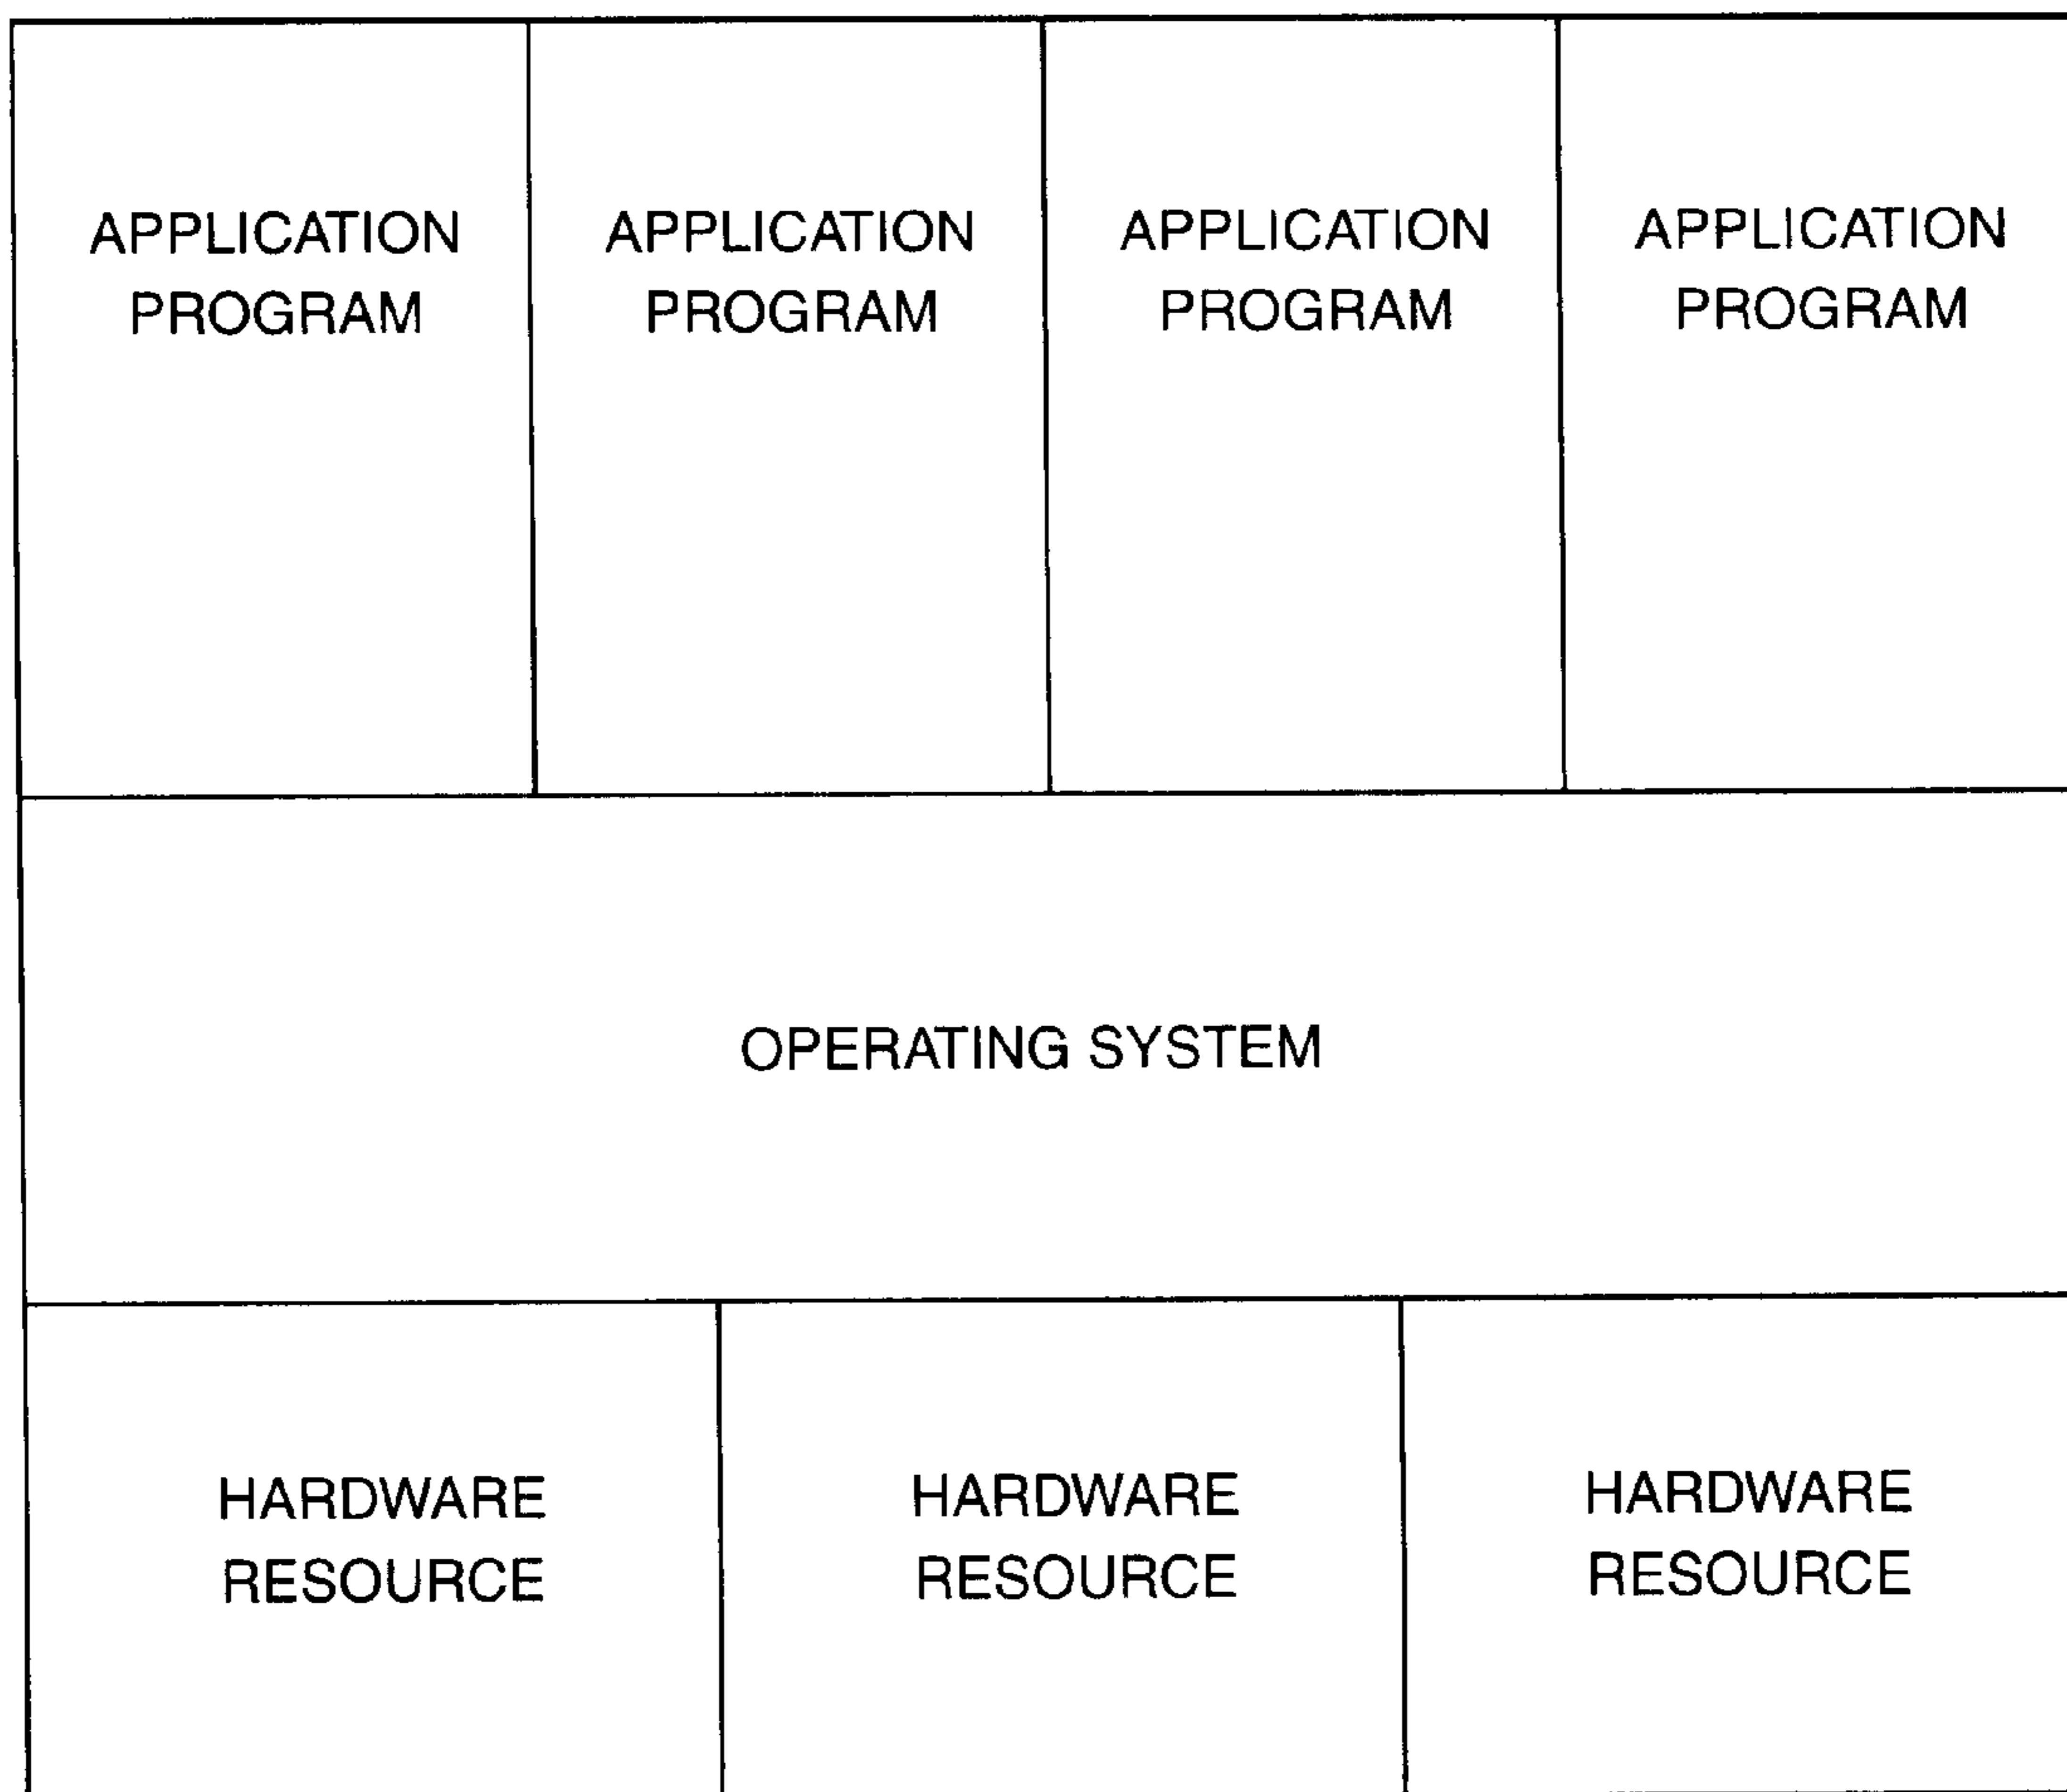 APPLICATION
PROGRAM
APPLICATION
PROGRAM
APPLICATION
PROGRAM
APPLICATION
PROGRAM
OPERATING SYSTEM
HARDWARE
RESOURCE
HARDWARE
RESOURCE
HARDWARE
RESOURCE